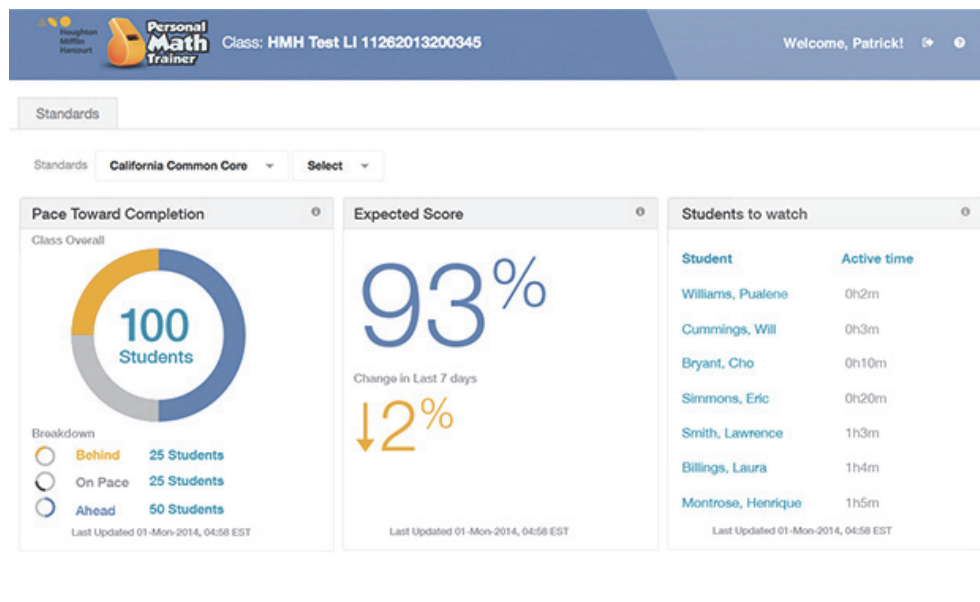 Houghton
Mifflin
Harcourt
Personal
Math
Trainer
Class: HMH Test LI 11262013200345
Welcome, Patrick!
Standards
Standards California Common Core Select
Pace Toward Completion
Class Overall
100
Students
Breakdown
Behind 25 Students
On Pace 25 Students
Ahead 50 Students
Last Updated 01-Mon-2014, 04:58 EST
Expected Score
93%
Change in Last 7 days
↓2%
Last Updated 01-Mon-2014, 04:58 EST
Students to watch
Student Active time
Williams, Pualene 0h2m
Cummings, Will 0h3m
Bryant, Cho 0h10m
Simmons, Eric 0h20m
Smith, Lawrence 1h3m
Billings, Laura 1h4m
Montrose, Henrique 1h5m
Last Updated 01-Mon-2014, 04:58 EST